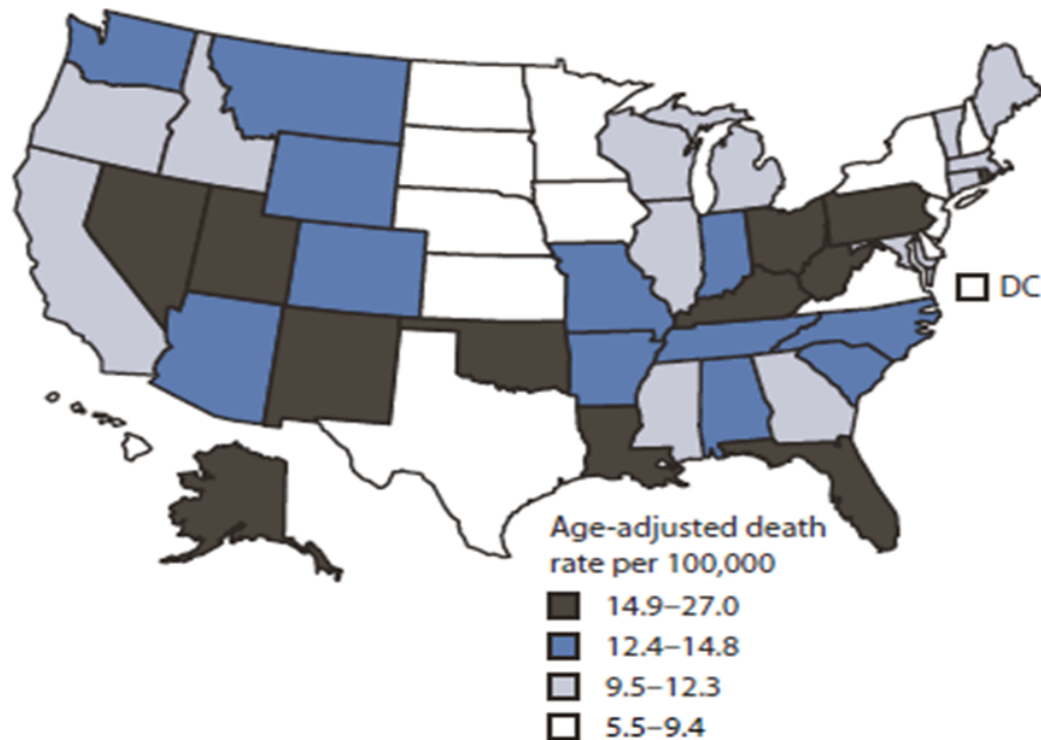 DC
Age-adjusted death
rate per 100,000
14.9–27.0
12.4–14.8
9.5–12.3
5.5–9.4